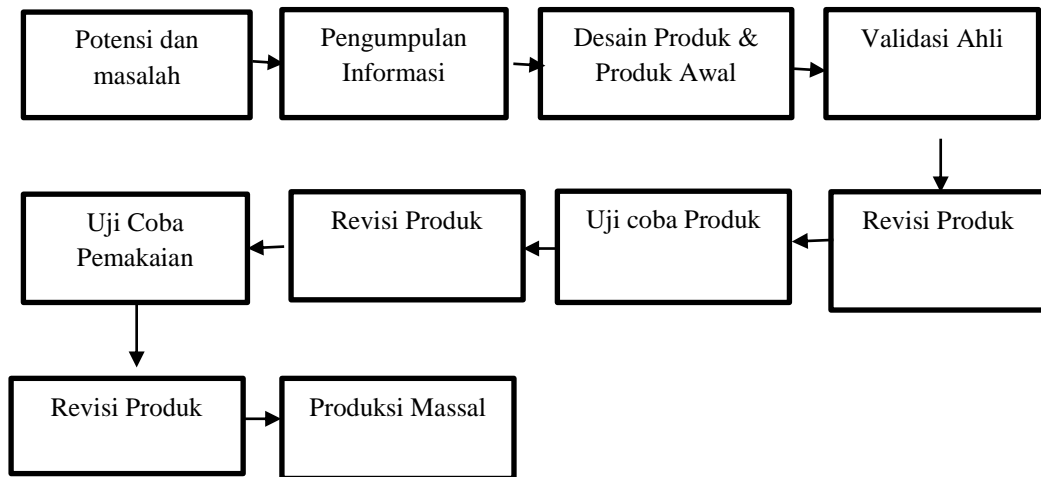 Potensi dan
masalah
Pengumpulan
Informasi
Desain Produk &
Produk Awal
Validasi Ahli
Revisi Produk
Uji coba Produk
Revisi Produk
Uji Coba
Pemakaian
Revisi Produk
Produksi Massal